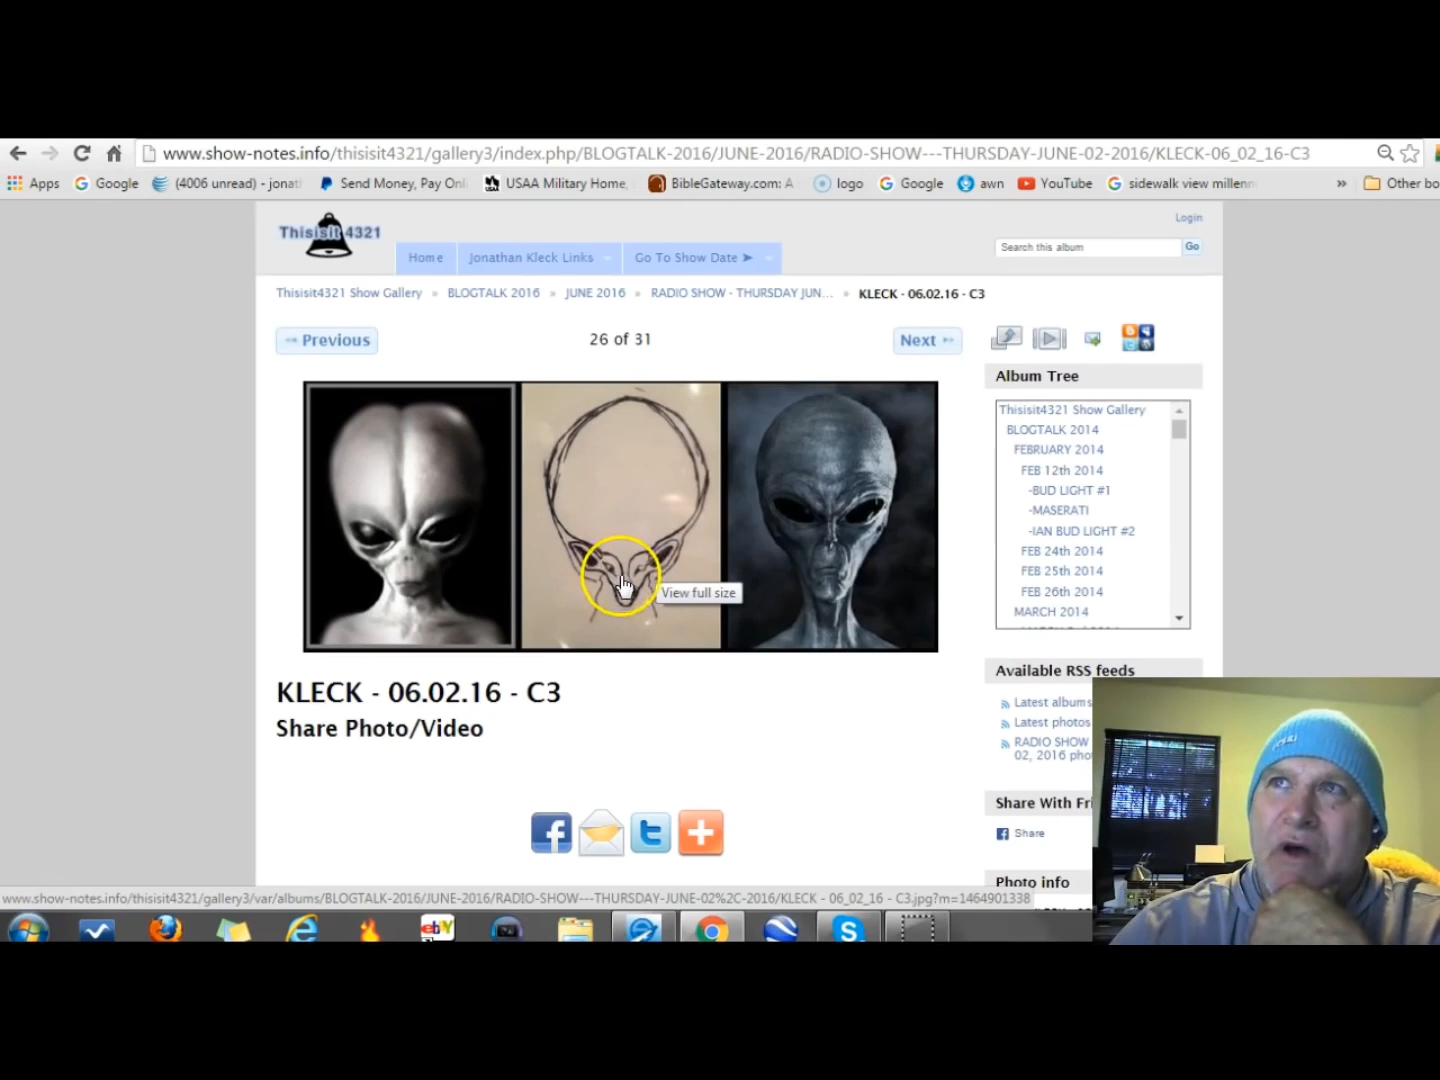 www.show-notes.info/thisisit4321/gallery3/index.php/BLOGTALK-2016/JUNE-2016/RADIO-SHOW---THURSDAY-JUNE-02-2016/KLECK-06_02_16-C3
Apps Google (4006 unread) - jonat Send Money, Pay Onl USAA Military Home, BibleGateway.com: A logo Google awn YouTube sidewalk view millenn » Other bo
Thisisit 4321
Login
Search this album Go
Home Jonathan Kleck Links Go To Show Date ➤
Thisisit4321 Show Gallery » BLOGTALK 2016 » JUNE 2016 » RADIO SHOW - THURSDAY JUN... » KLECK - 06.02.16 - C3
Previous 26 of 31 Next
Album Tree
Thisisit4321 Show Gallery
BLOGTALK 2014
FEBRUARY 2014
FEB 12th 2014
-BUD LIGHT #1
-MASERATI
-IAN BUD LIGHT #2
FEB 24th 2014
FEB 25th 2014
FEB 26th 2014
MARCH 2014
View full size
KLECK - 06.02.16 - C3
Share Photo/Video
Available RSS feeds
Latest albums
Latest photos
RADIO SHOW
02, 2016 pho
Share With Fri
Share
Photo info
www.show-notes.info/thisisit4321/gallery3/var/albums/BLOGTALK-2016/JUNE-2016/RADIO-SHOW---THURSDAY-JUNE-02%2C-2016/KLECK - 06_02_16 - C3.jpg?m=1464901338
ebY